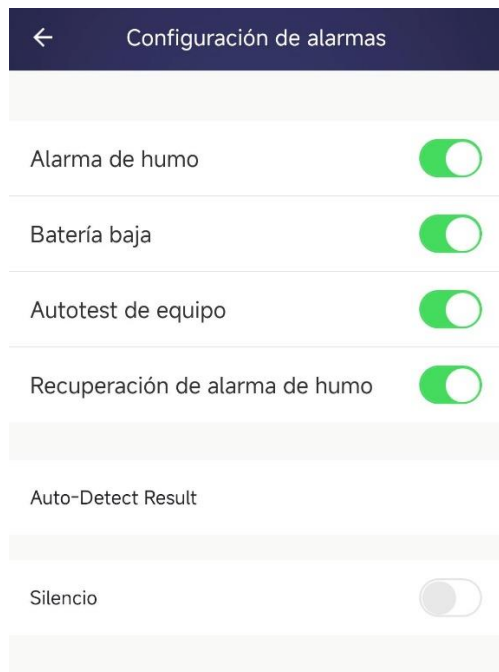 Configuración de alarmas
Alarma de humo
Batería baja
Autotest de equipo
Recuperación de alarma de humo
Auto-Detect Result
Silencio